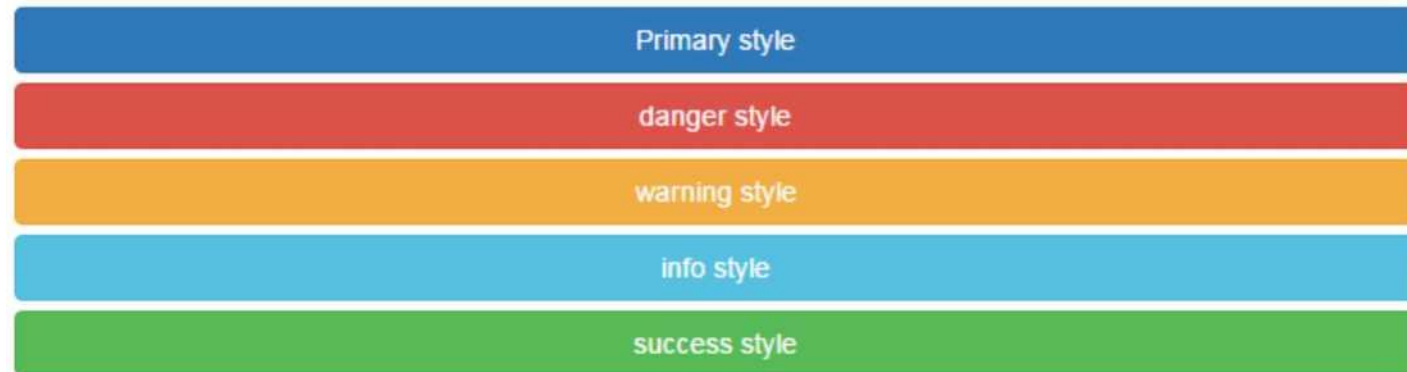 Primary style
danger style
warning style
info style
success style